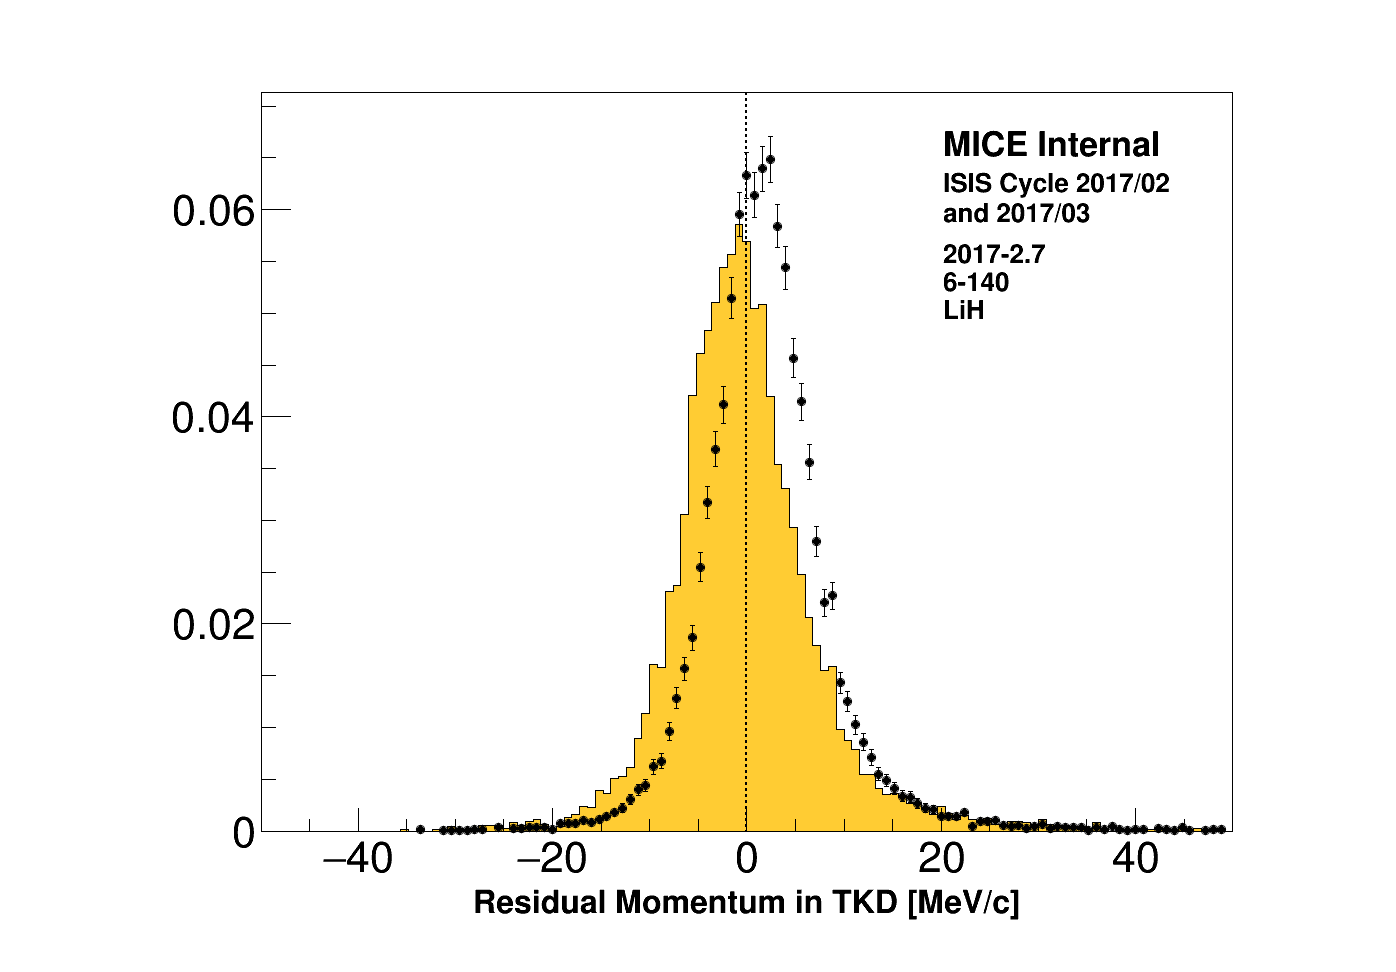 MICE Internal
ISIS Cycle 2017/02
and 2017/03
2017-2.7
6-140
LiH
0.06
0.04
0.02
0
−40 −20 0 20 40
Residual Momentum in TKD [MeV/c]